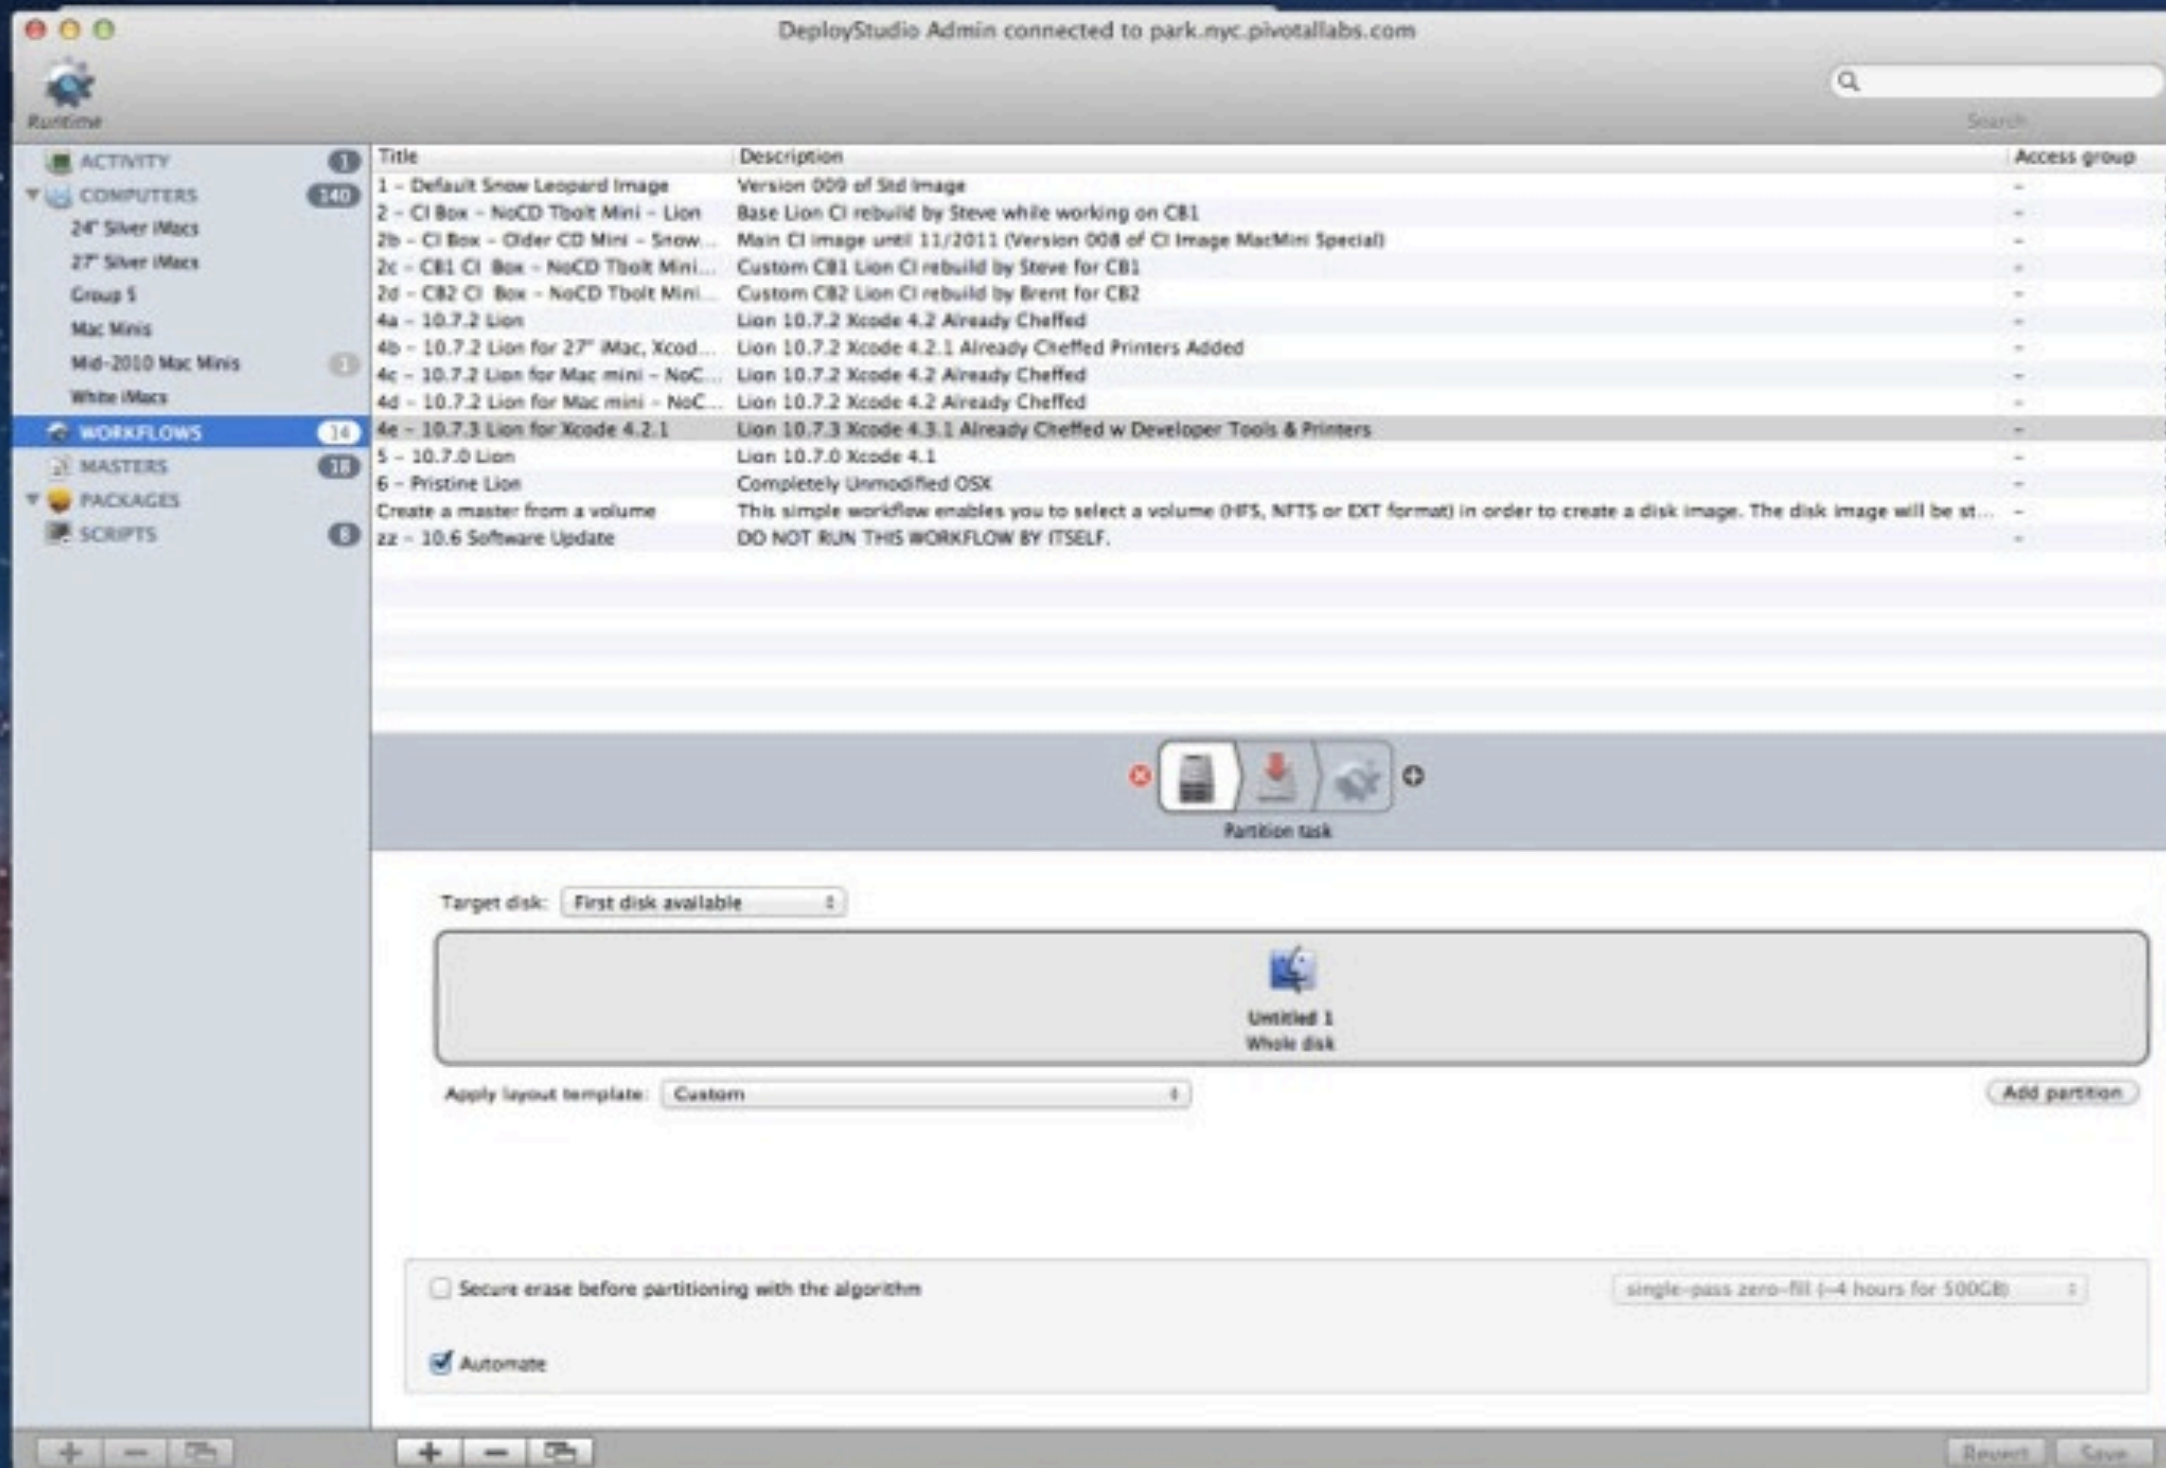 DeployStudio Admin connected to park.nyc.pivotallabs.com
Runtime
Search
ACTIVITY 1
COMPUTERS 140
24" Silver iMacs
27" Silver iMacs
Group 5
Mac Minis
Mid-2010 Mac Minis
White iMacs
WORKFLOWS 14
MASTERS 18
PACKAGES
SCRIPTS 8
Title Description Access group
1 - Default Snow Leopard Image Version 009 of Std Image -
2 - CI Box - NoCD Tbolt Mini - Lion Base Lion CI rebuild by Steve while working on CB1 -
2b - CI Box - Older CD Mini - Snow... Main CI image until 11/2011 (Version 008 of CI Image MacMini Special) -
2c - CB1 CI Box - NoCD Tbolt Mini... Custom CB1 Lion CI rebuild by Steve for CB1 -
2d - CB2 CI Box - NoCD Tbolt Mini... Custom CB2 Lion CI rebuild by Brent for CB2 -
4a - 10.7.2 Lion Lion 10.7.2 Xcode 4.2 Already Cheffed -
4b - 10.7.2 Lion for 27" iMac, Xcod... Lion 10.7.2 Xcode 4.2.1 Already Cheffed Printers Added -
4c - 10.7.2 Lion for Mac mini - NoC... Lion 10.7.2 Xcode 4.2 Already Cheffed -
4d - 10.7.2 Lion for Mac mini - NoC... Lion 10.7.2 Xcode 4.2 Already Cheffed -
4e - 10.7.3 Lion for Xcode 4.2.1 Lion 10.7.3 Xcode 4.3.1 Already Cheffed w Developer Tools & Printers -
5 - 10.7.0 Lion Lion 10.7.0 Xcode 4.1 -
6 - Pristine Lion Completely Unmodified OSX -
Create a master from a volume This simple workflow enables you to select a volume (HFS, NFTS or EXT format) in order to create a disk image. The disk image will be st... -
zz - 10.6 Software Update DO NOT RUN THIS WORKFLOW BY ITSELF. -
Partition task
Target disk: First disk available
Untitled 1
Whole disk
Apply layout template: Custom Add partition
Secure erase before partitioning with the algorithm single-pass zero-fill (~4 hours for 500GB)
Automate
Revert Save